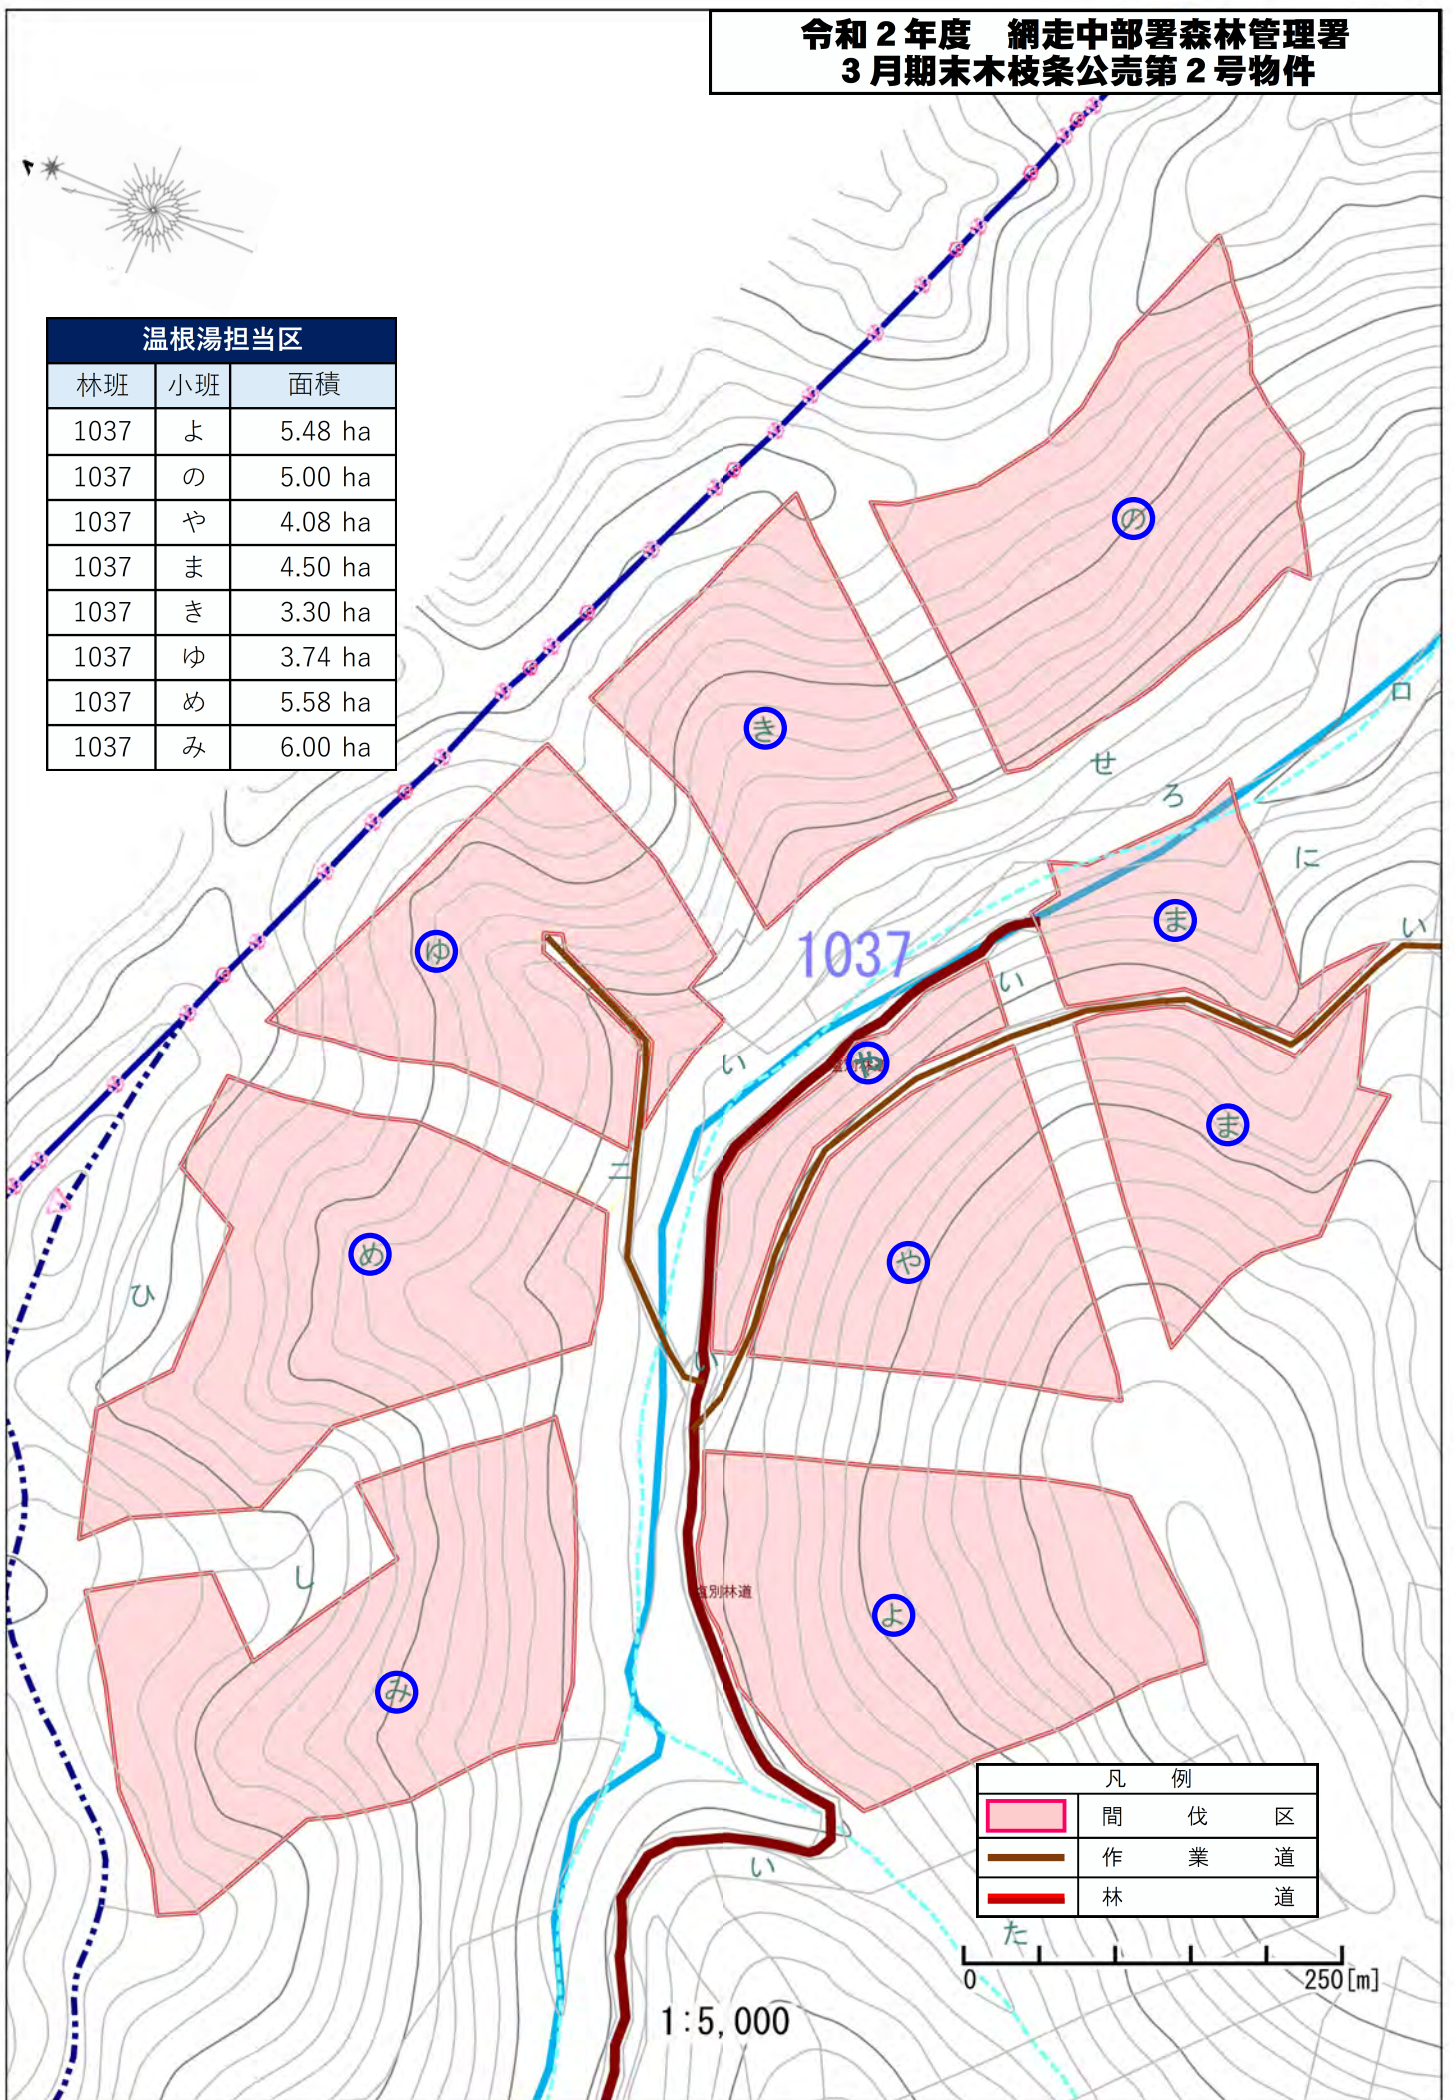 令和２年度　網走中部署森林管理署
３月期末木枝条公売第２号物件
温根湯担当区
林班 小班 面積
1037 よ 5.48 ha
1037 の 5.00 ha
1037 や 4.08 ha
1037 ま 4.50 ha
1037 き 3.30 ha
1037 ゆ 3.74 ha
1037 め 5.58 ha
1037 み 6.00 ha
の
ロ
き
せ
ろ
に
ま
い
ゆ
1037
い
い
や
ま
ニ
め
や
ひ
い
し
別林道
よ
み
い
た
凡　例
間　伐　区
作　業　道
林　道
0 250[m]
1:5,000